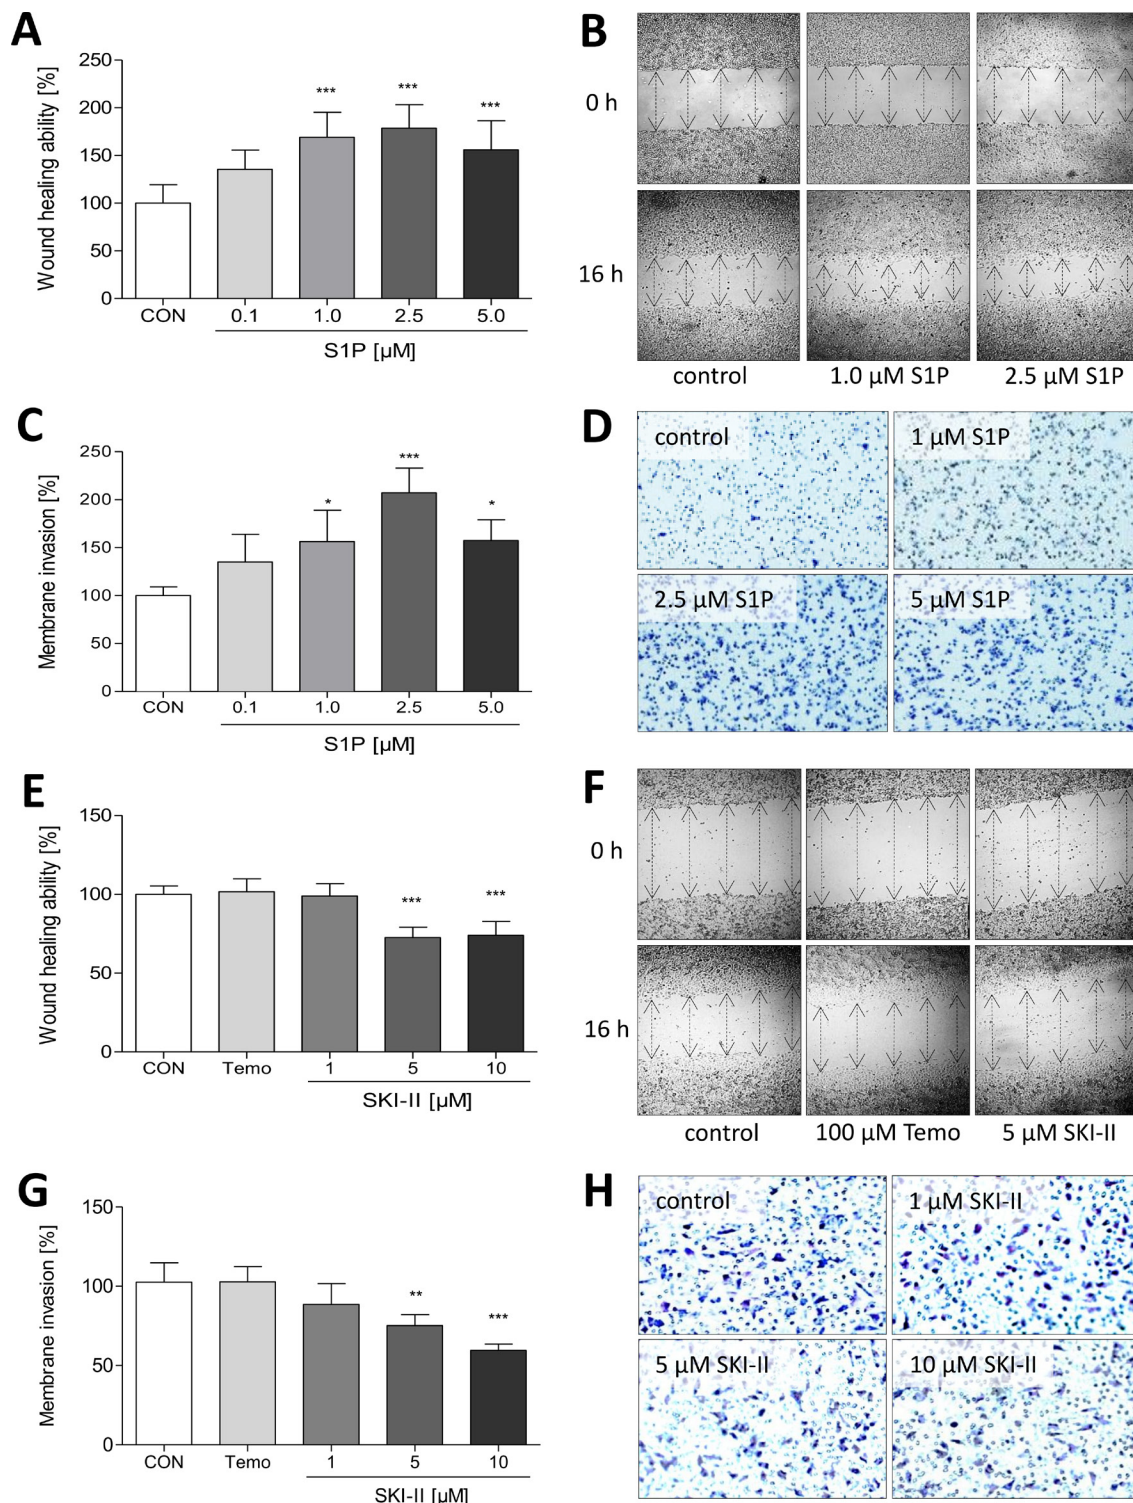 A
Wound healing ability [%]
250
200
150
100
50
0
***
***
***
CON
0.1
1.0
2.5
5.0
S1P [µM]
B
0 h
16 h
control
1.0 µM S1P
2.5 µM S1P
C
Membrane invasion [%]
250
200
150
100
50
0
*
***
*
CON
0.1
1.0
2.5
5.0
S1P [µM]
D
control
1 µM S1P
2.5 µM S1P
5 µM S1P
E
Wound healing ability [%]
150
100
50
0
***
***
CON
Temo
1
5
10
SKI-II [µM]
F
0 h
16 h
control
100 µM Temo
5 µM SKI-II
G
Membrane invasion [%]
150
100
50
0
**
***
CON
Temo
1
5
10
SKI-II [µM]
H
control
1 µM SKI-II
5 µM SKI-II
10 µM SKI-II